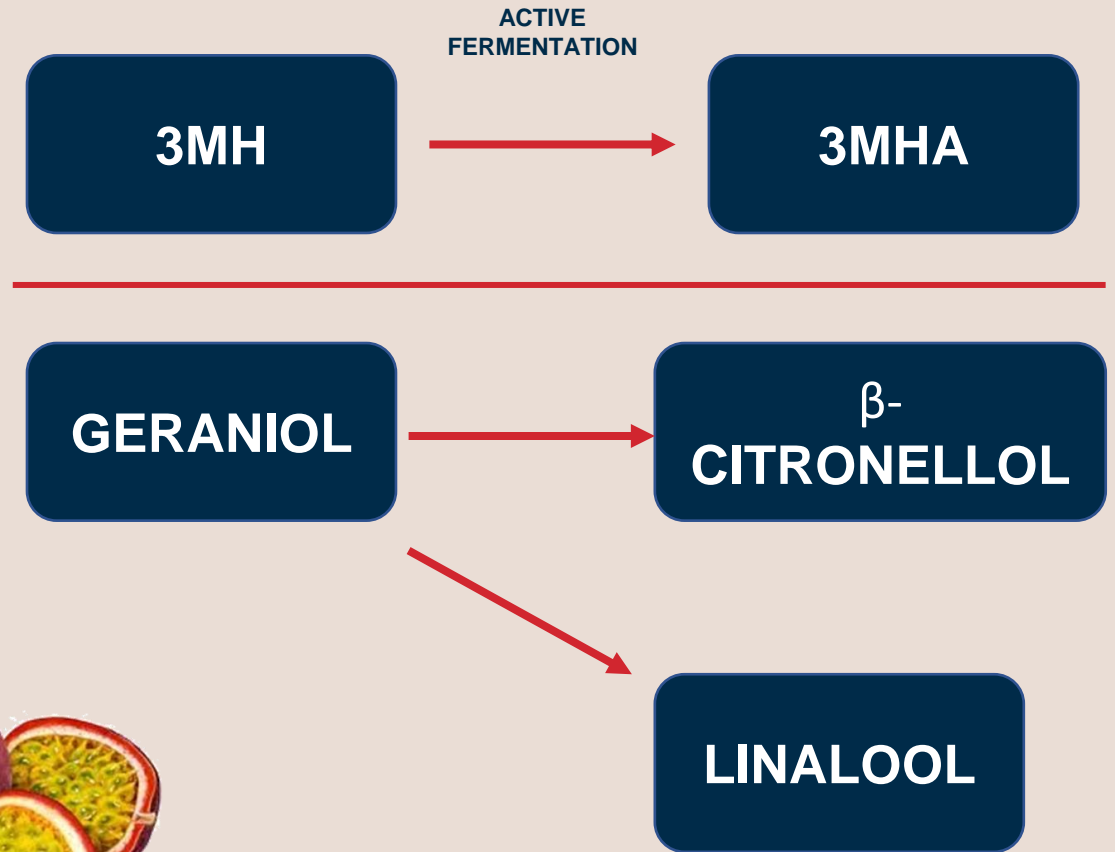 ACTIVE
FERMENTATION
3MH
3MHA
GERANIOL
β-
CITRONELLOL
LINALOOL